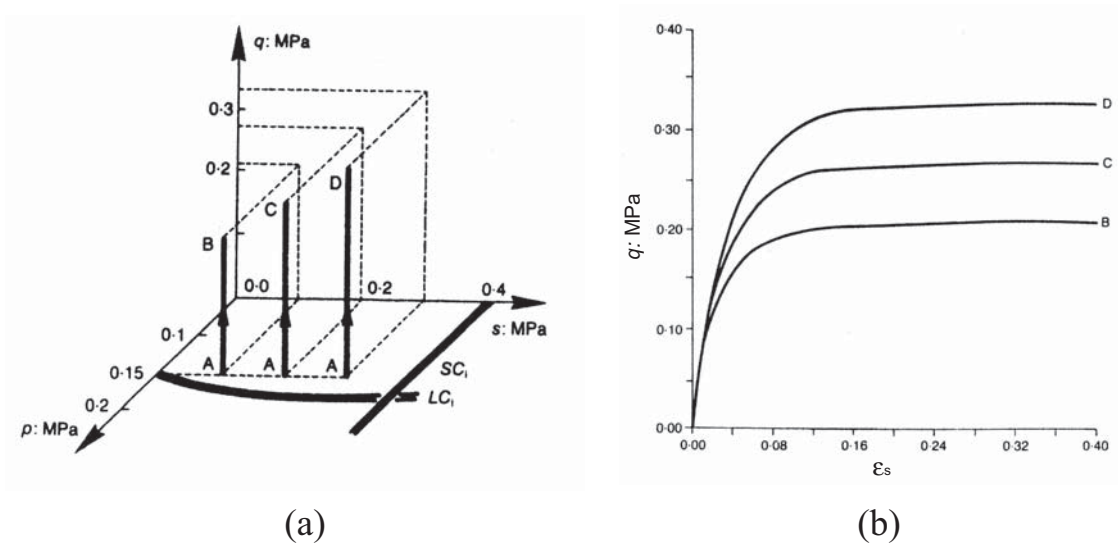 q: MPa
0·3
0·2
D
C
B
0·0
0·2
0·4
s: MPa
0·1
A
A
A
0·15
SCᵢ
LCᵢ
0·2
p: MPa
(a)
0·40
0·30
0·20
0·10
0·00
q: MPa
D
C
B
0·00
0·08
0·16
0·24
0·32
0·40
εs
(b)